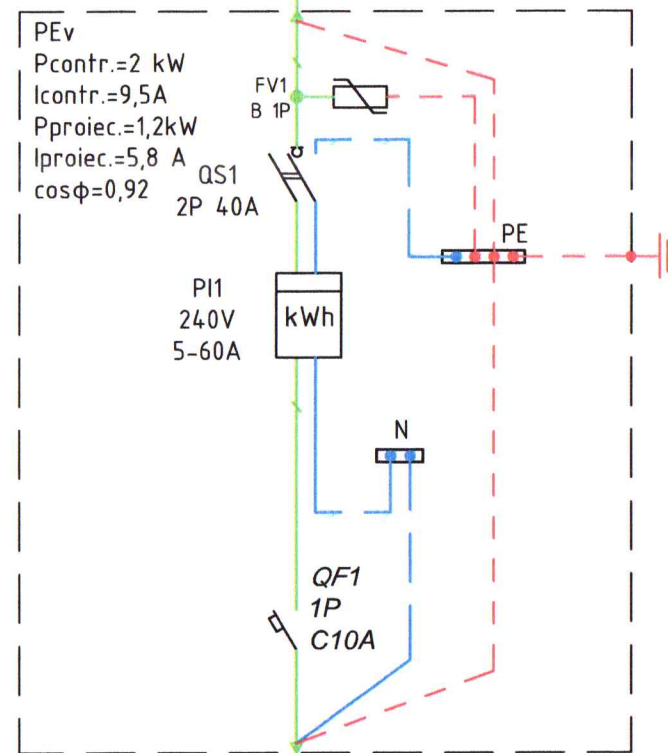 PEv
Pcontr.=2 kW
Icontr.=9,5A
Pproiec.=1,2kW
Iproiec.=5,8 A
cosφ=0,92
FV1
B 1P
QS1
2P 40A
PE
PI1
240V
5-60A
kWh
N
QF1
1P
C10A